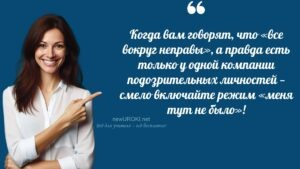 Когда вам говорят, что «все
вокруг неправы», а правда есть
только у одной компании
подозрительных личностей –
смело включайте режим «меня
тут не было»!
newUROKI.net
Всё для учителя – всё бесплатно!